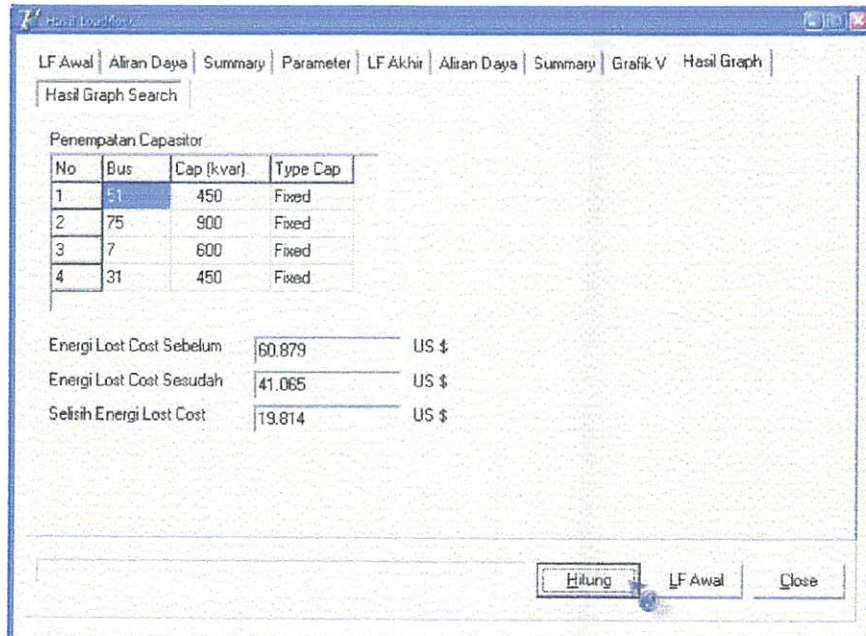 Hasil Loadflow
LF Awal Aliran Daya Summary Parameter LF Akhir Aliran Daya Summary Grafik V Hasil Graph
Hasil Graph Search
Penempatan Capasitor
No Bus Cap (kvar) Type Cap
1 51 450 Fixed
2 75 900 Fixed
3 7 600 Fixed
4 31 450 Fixed
Energi Lost Cost Sebelum 60.879 US $
Energi Lost Cost Sesudah 41.065 US $
Selisih Energi Lost Cost 19.814 US $
Hitung LF Awal Close